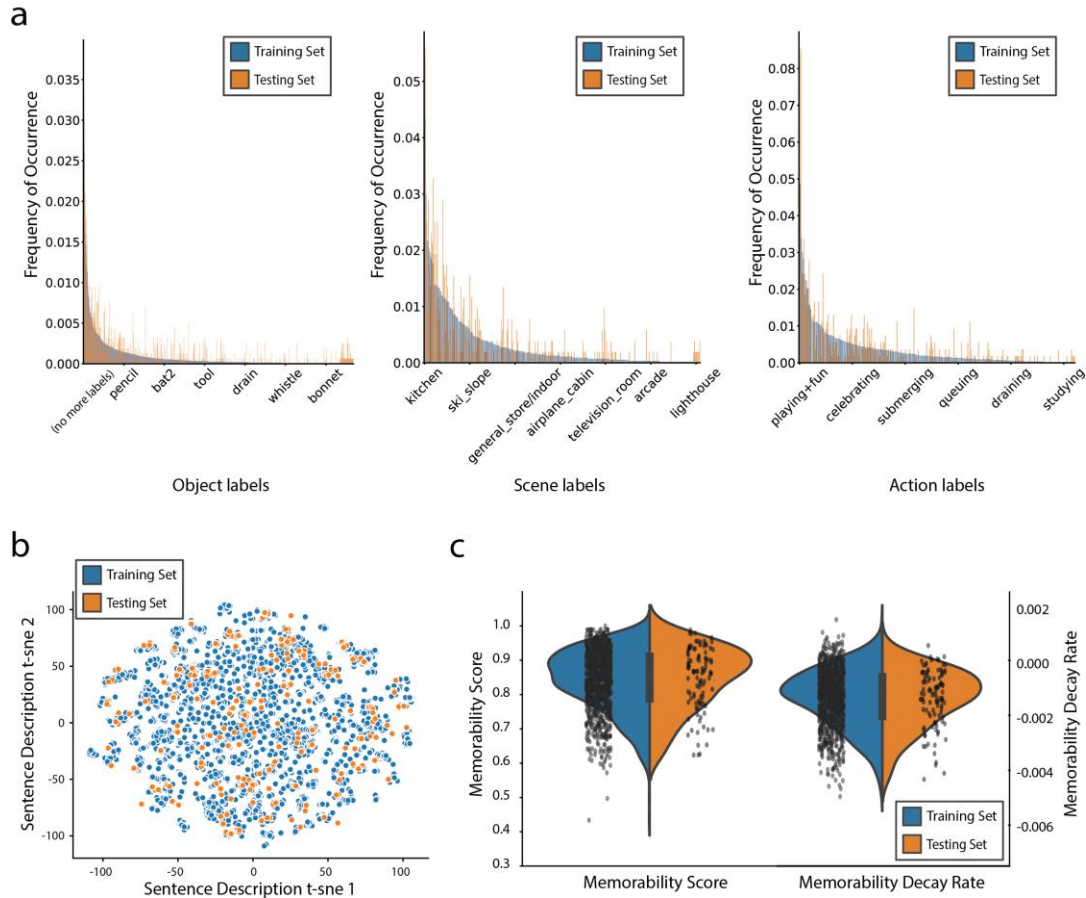 a
Training Set
Testing Set
Frequency of Occurrence
0.035
0.030
0.025
0.020
0.015
0.010
0.005
0.000
(no more labels)
pencil
bat2
tool
drain
whistle
bonnet
Object labels
Training Set
Testing Set
Frequency of Occurrence
0.05
0.04
0.03
0.02
0.01
0.00
kitchen
ski_slope
general_store/indoor
airplane_cabin
television_room
arcade
lighthouse
Scene labels
Training Set
Testing Set
Frequency of Occurrence
0.08
0.07
0.06
0.05
0.04
0.03
0.02
0.01
0.00
playing+fun
celebrating
submerging
queuing
draining
studying
Action labels
b
Training Set
Testing Set
Sentence Description t-sne 2
100
50
0
-50
-100
-100
-50
0
50
100
Sentence Description t-sne 1
c
Memorability Score
1.0
0.9
0.8
0.7
0.6
0.5
0.4
0.3
Memorability Score
Memorability Decay Rate
0.002
0.000
-0.002
-0.004
-0.006
Memorability Decay Rate
Training Set
Testing Set